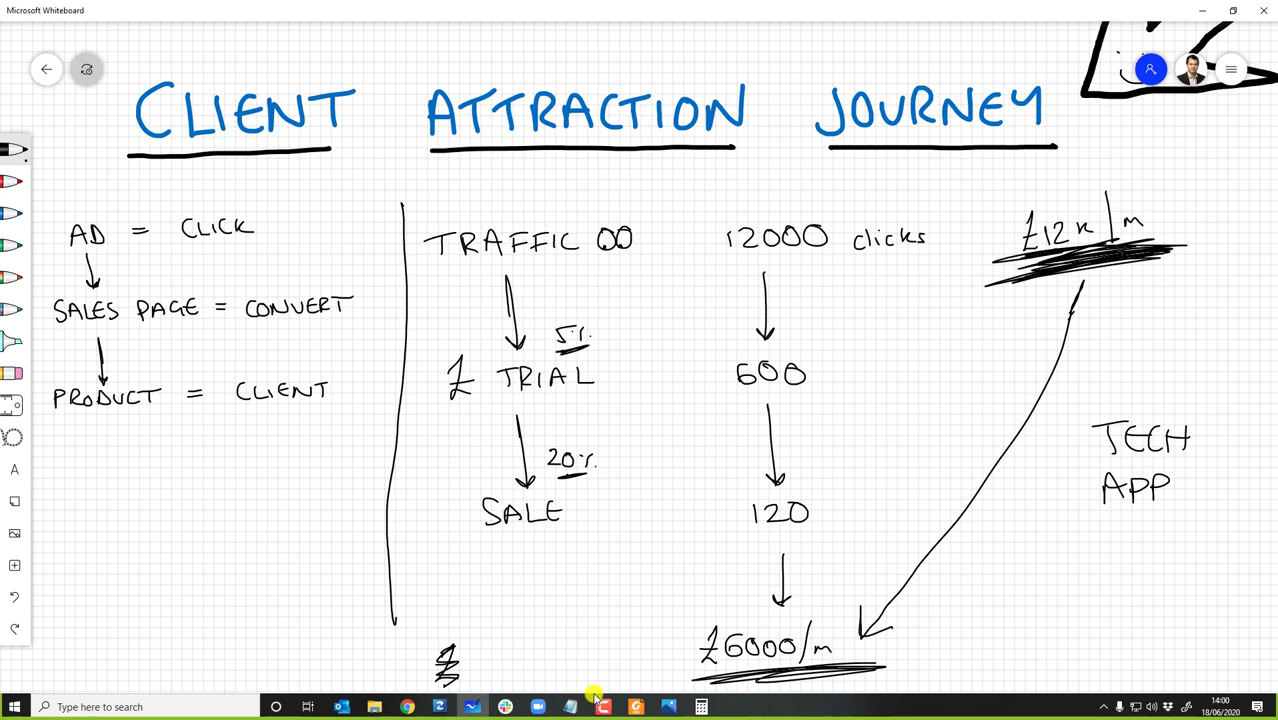 Microsoft Whiteboard
CLIENT ATTRACTION JOURNEY
AD = CLICK
SALES PAGE = CONVERT
PRODUCT = CLIENT
TRAFFIC 00
5%
£ TRIAL
20%
SALE
£
12000 clicks
600
120
£6000/m
£12k/m
TECH
APP
A
Type here to search
14:00
18/06/2020